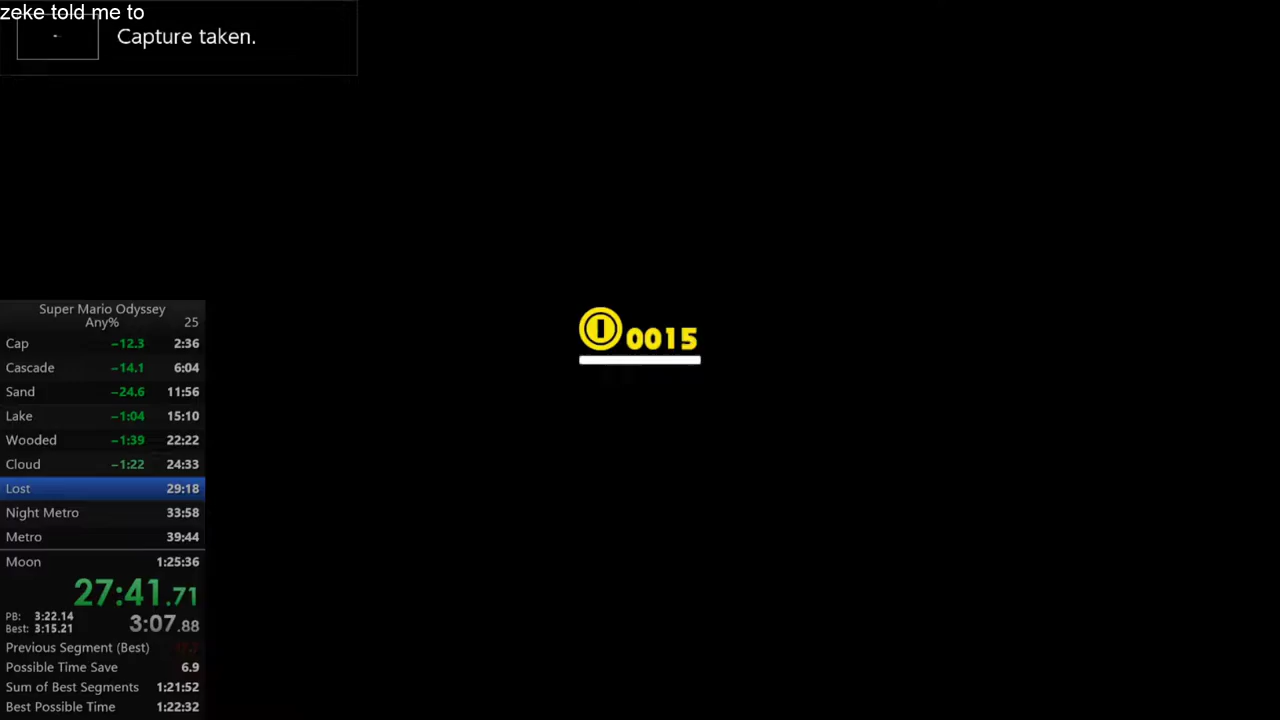 zeke told me to
Capture taken.
0015
Super Mario Odyssey
Any% 25
Cap -12.3 2:36
Cascade -14.1 6:04
Sand -24.6 11:56
Lake -1:04 15:10
Wooded -1:39 22:22
Cloud -1:22 24:33
Lost 29:18
Night Metro 33:58
Metro 39:44
Moon 1:25:36
27:41.71
PB: 3:22.14
Best: 3:15.21
3:07.88
Previous Segment (Best)
Possible Time Save 6.9
Sum of Best Segments 1:21:52
Best Possible Time 1:22:32